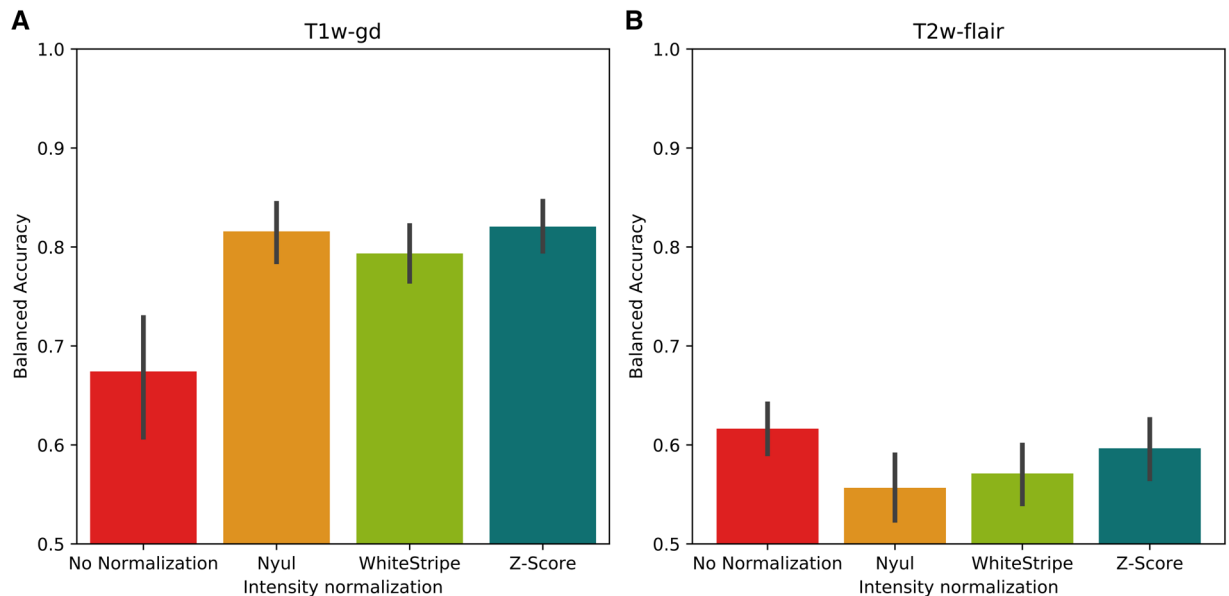 A
T1w-gd
1.0
0.9
0.8
0.7
0.6
0.5
Balanced Accuracy
No Normalization Nyul WhiteStripe Z-Score
Intensity normalization
B
T2w-flair
1.0
0.9
0.8
0.7
0.6
0.5
Balanced Accuracy
No Normalization Nyul WhiteStripe Z-Score
Intensity normalization